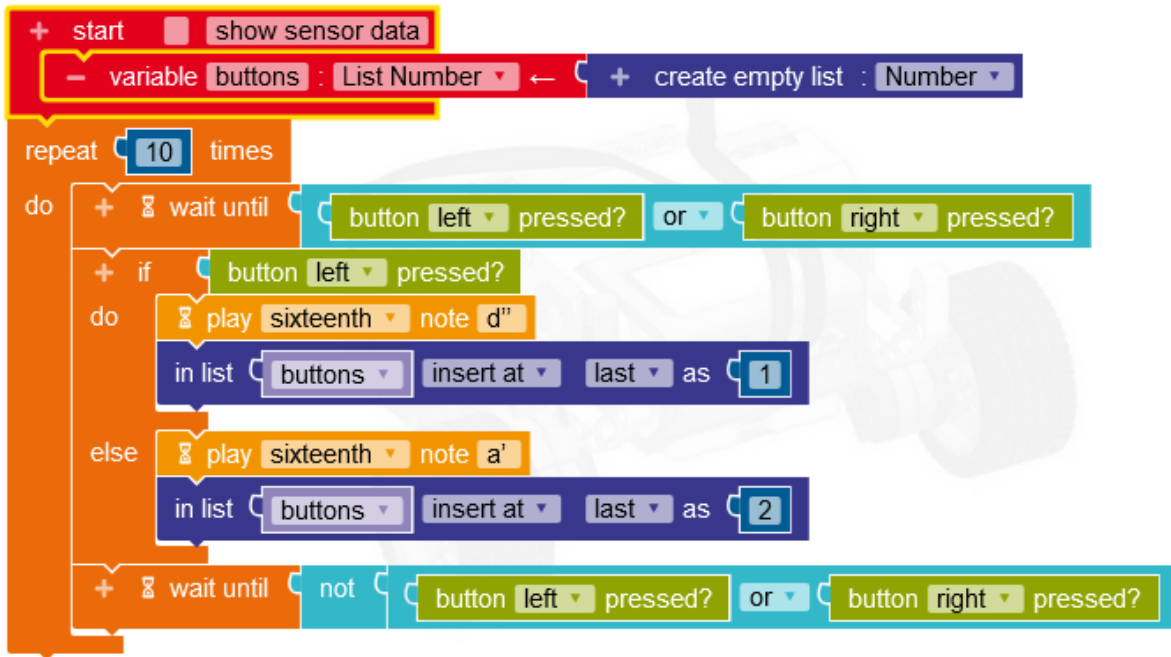 + start show sensor data
− variable buttons : List Number ▾ ← + create empty list : Number ▾
repeat 10 times
do + ⌛ wait until button left ▾ pressed? or ▾ button right ▾ pressed?
+ if button left ▾ pressed?
do ⌛ play sixteenth ▾ note d''
in list buttons ▾ insert at ▾ last ▾ as 1
else ⌛ play sixteenth ▾ note a'
in list buttons ▾ insert at ▾ last ▾ as 2
+ ⌛ wait until not button left ▾ pressed? or ▾ button right ▾ pressed?